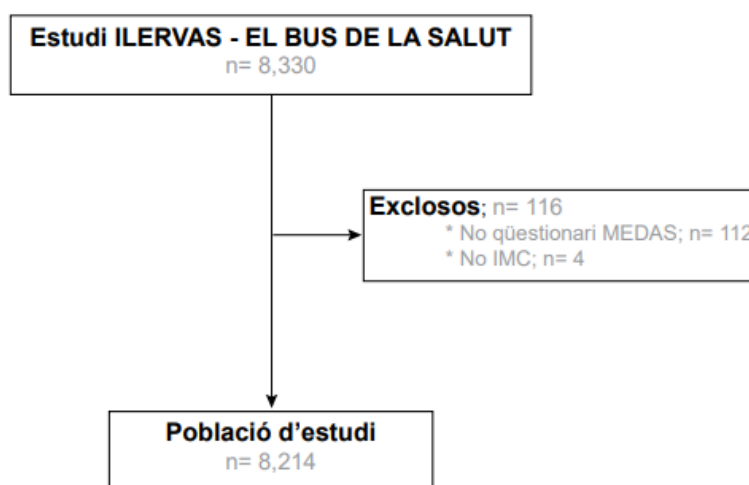 Estudi ILERVAS - EL BUS DE LA SALUT
n= 8,330
Exclosos; n= 116
* No qüestionari MEDAS; n= 112
* No IMC; n= 4
Població d’estudi
n= 8,214